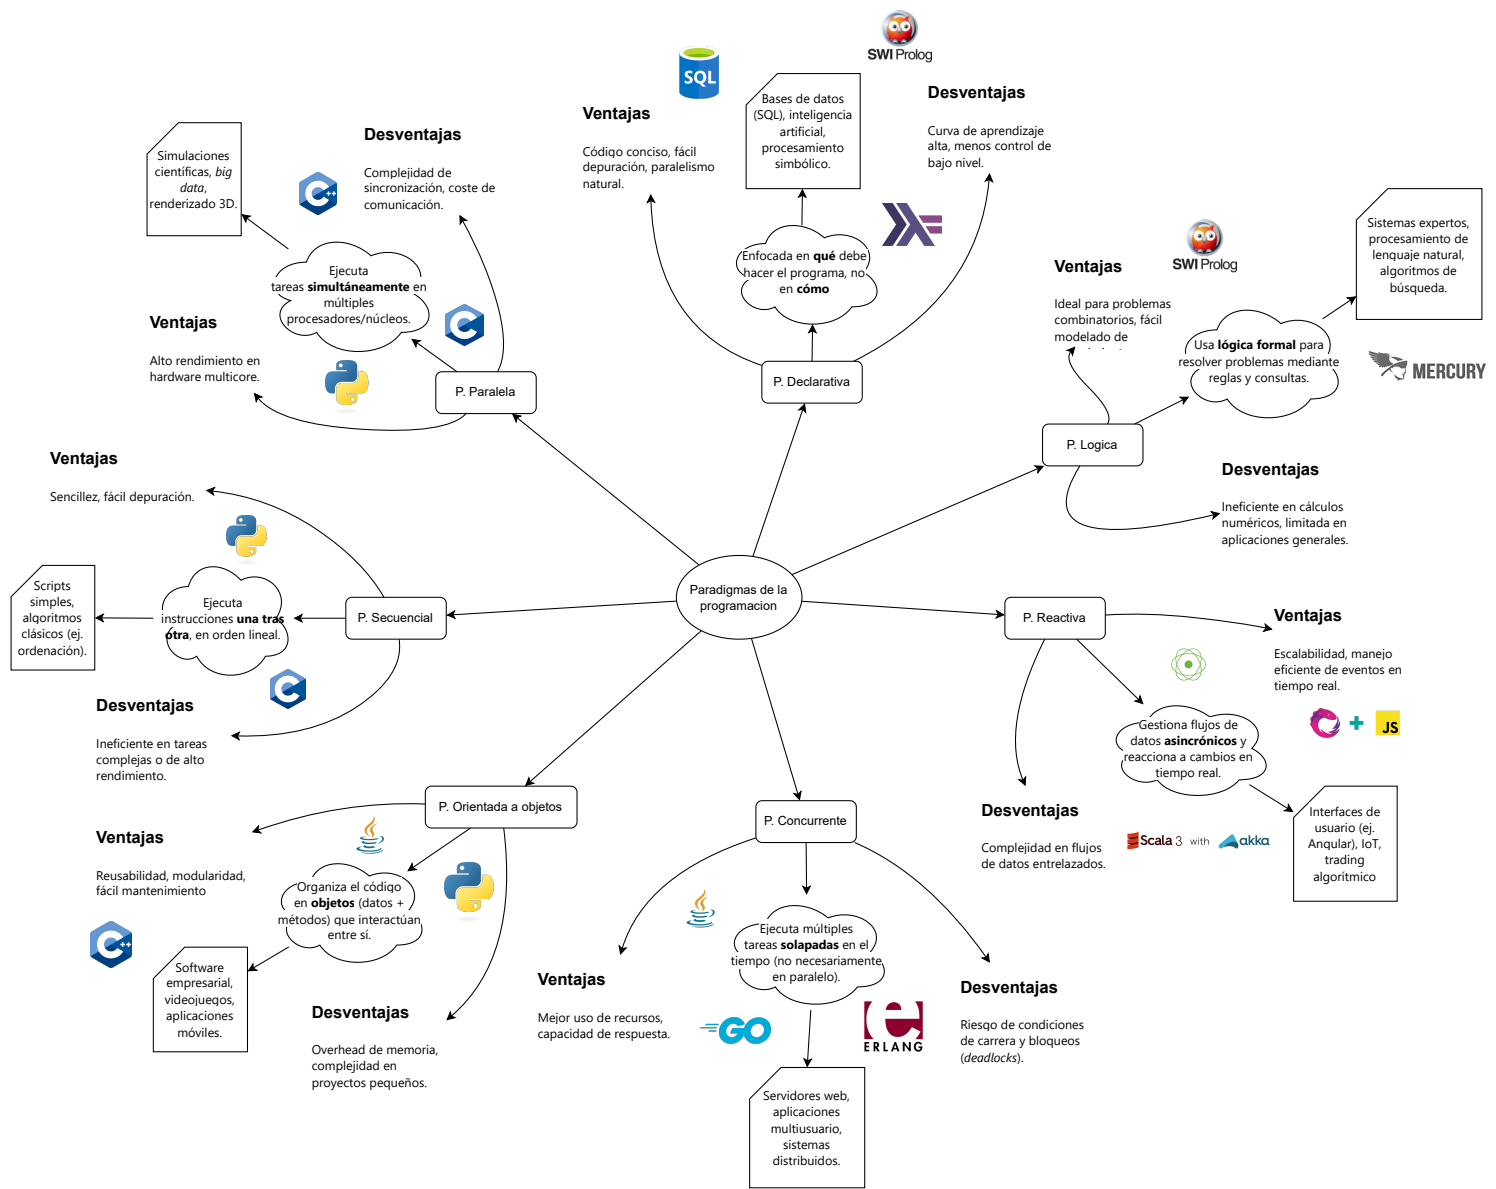 SWI Prolog
SQL
Ventajas
Código conciso, fácil
depuración, paralelismo
natural.
Bases de datos
(SQL), inteligencia
artificial,
procesamiento
simbólico.
Desventajas
Curva de aprendizaje
alta, menos control de
bajo nivel.
Enfocada en qué debe
hacer el programa, no
en cómo
P. Declarativa
Simulaciones
científicas, big
data,
renderizado 3D.
C++
Desventajas
Complejidad de
sincronización, coste de
comunicación.
Ejecuta
tareas simultáneamente en
múltiples
procesadores/núcleos.
C
Ventajas
Alto rendimiento en
hardware multicore.
P. Paralela
SWI Prolog
Ventajas
Ideal para problemas
combinatorios, fácil
modelado de
Sistemas expertos,
procesamiento de
lenguaje natural,
algoritmos de
búsqueda.
Usa lógica formal para
resolver problemas mediante
reglas y consultas.
MERCURY
P. Logica
Desventajas
Ineficiente en cálculos
numéricos, limitada en
aplicaciones generales.
Ventajas
Sencillez, fácil depuración.
Scripts
simples,
algoritmos
clásicos (ej.
ordenación).
Ejecuta
instrucciones una tras
otra, en orden lineal.
P. Secuencial
C
Desventajas
Ineficiente en tareas
complejas o de alto
rendimiento.
Paradigmas de la
programacion
P. Reactiva
Ventajas
Escalabilidad, manejo
eficiente de eventos en
tiempo real.
JS
Gestiona flujos de
datos asincrónicos y
reacciona a cambios en
tiempo real.
Desventajas
Complejidad en flujos
de datos entrelazados.
Scala 3 with akka
Interfaces de
usuario (ej.
Angular), IoT,
trading
algorítmico
P. Orientada a objetos
Ventajas
Reusabilidad, modularidad,
fácil mantenimiento
C++
Organiza el código
en objetos (datos +
métodos) que interactúan
entre sí.
Software
empresarial,
videojuegos,
aplicaciones
móviles.
Desventajas
Overhead de memoria,
complejidad en
proyectos pequeños.
P. Concurrente
Ejecuta múltiples
tareas solapadas en el
tiempo (no necesariamente
en paralelo).
Ventajas
Mejor uso de recursos,
capacidad de respuesta.
GO
e
ERLANG
Desventajas
Riesgo de condiciones
de carrera y bloqueos
(deadlocks).
Servidores web,
aplicaciones
multiusuario,
sistemas
distribuidos.